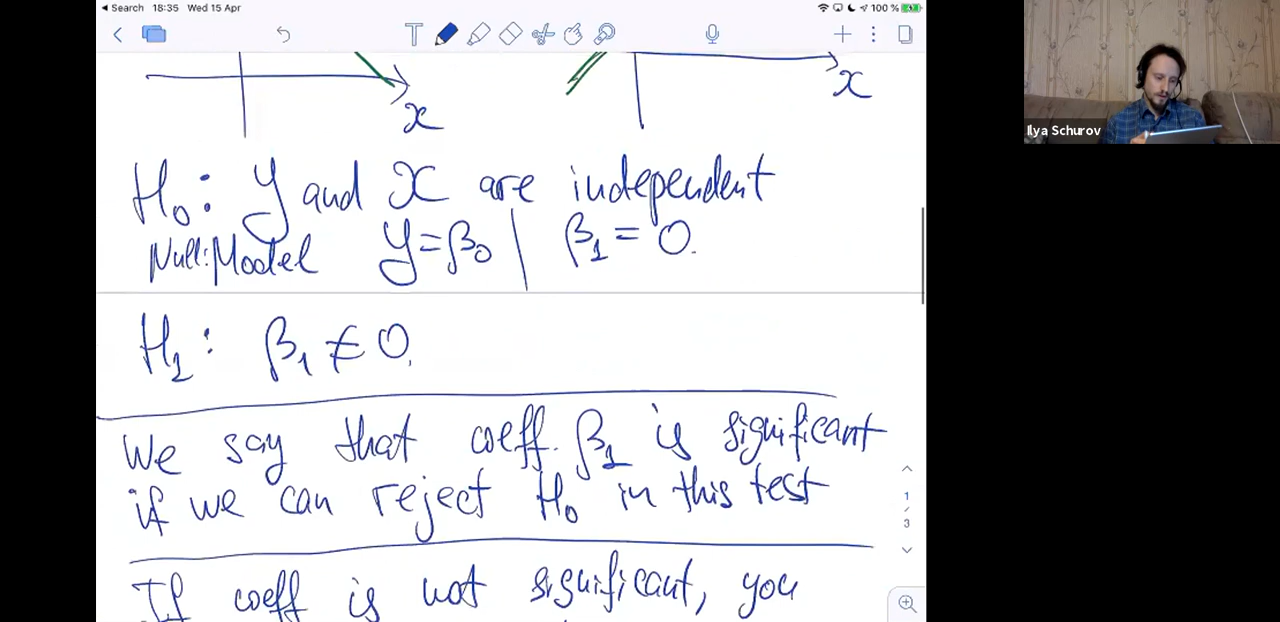 Search 18:35 Wed 15 Apr 100 %
T
x
x
Ilya Schurov
H₀: y and x are independent
Null: Model y = β₀ | β₁ = 0.
H₁: β₁ ≠ 0.
We say that coeff. β₁ is significant
if we can reject H₀ in this test
1
/
3
If coeff is not significant, you